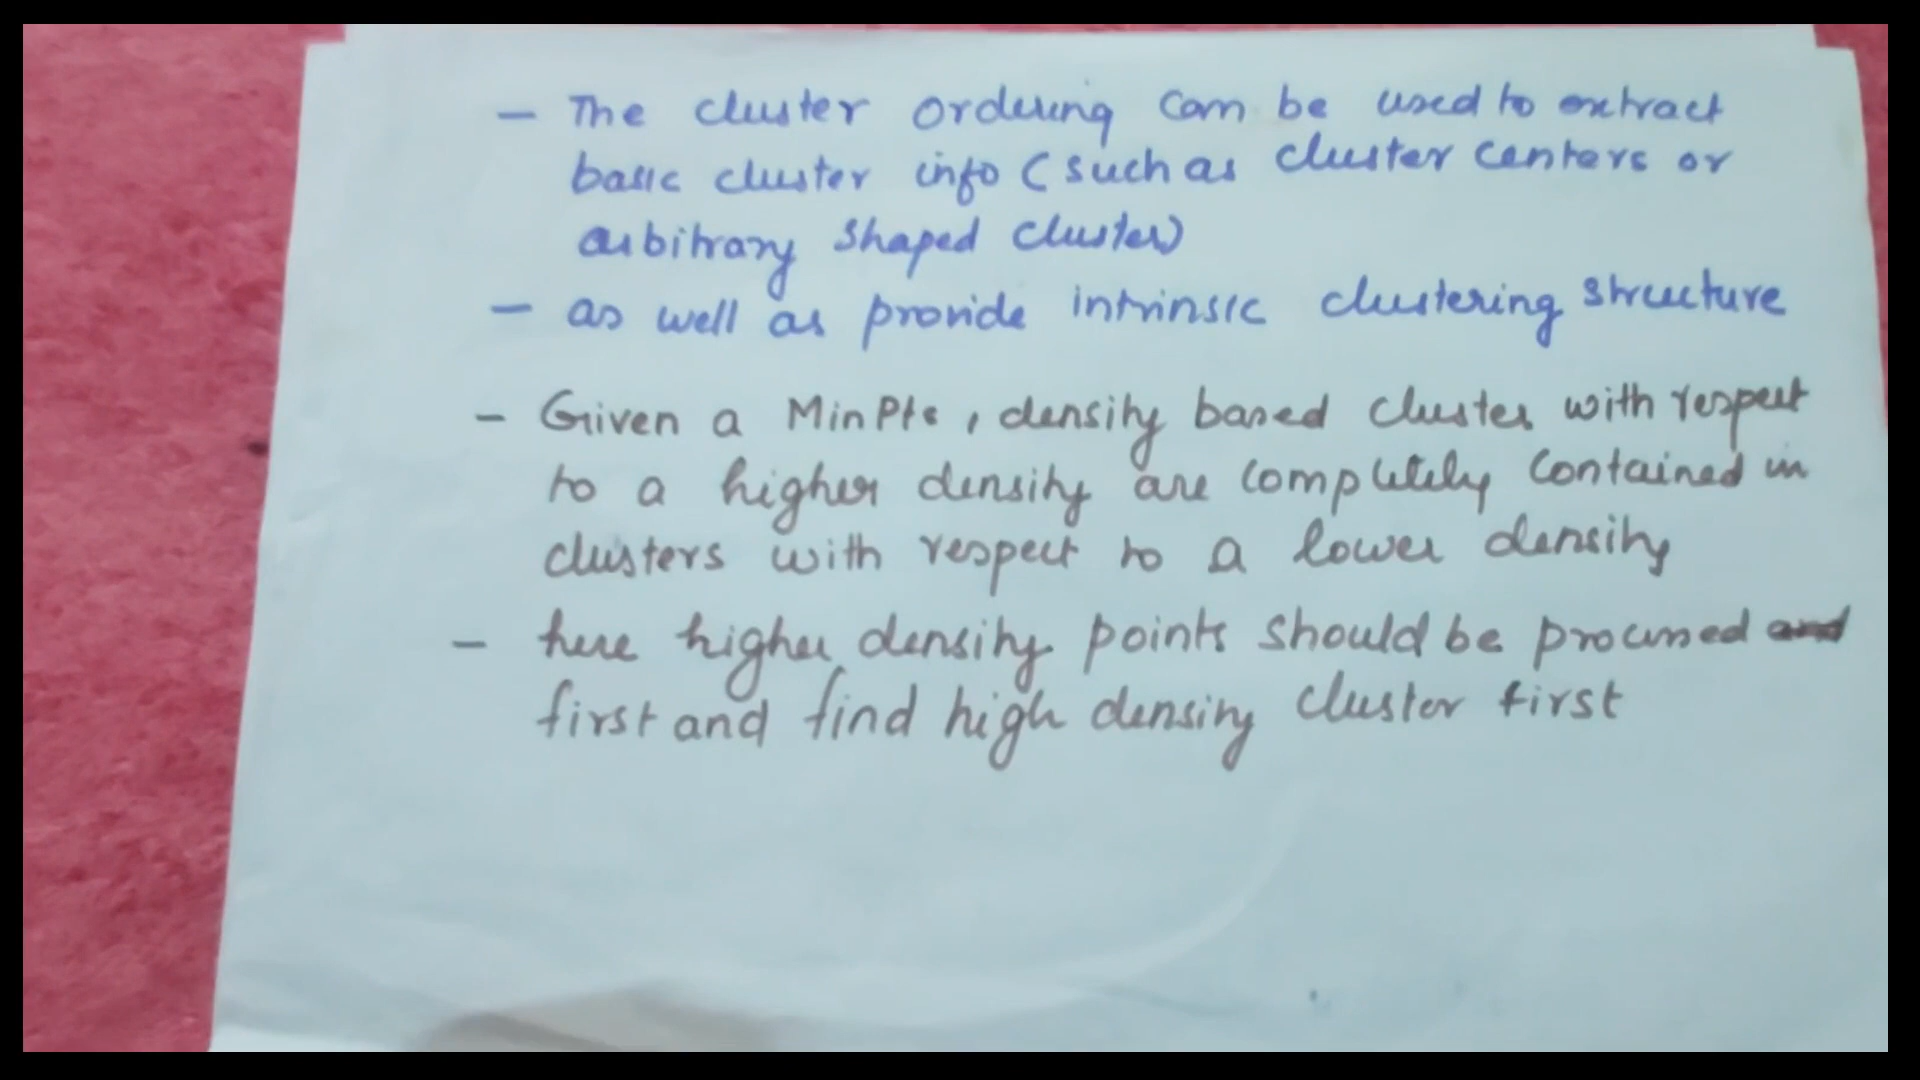 - The cluster ordering can be used to extract
basic cluster info (such as cluster centers or
arbitrary shaped cluster)
- as well as provide intrinsic clustering structure
- Given a MinPts, density based cluster with respect
to a higher density are completely contained in
clusters with respect to a lower density
- here higher density points should be processed and
first and find high density cluster first